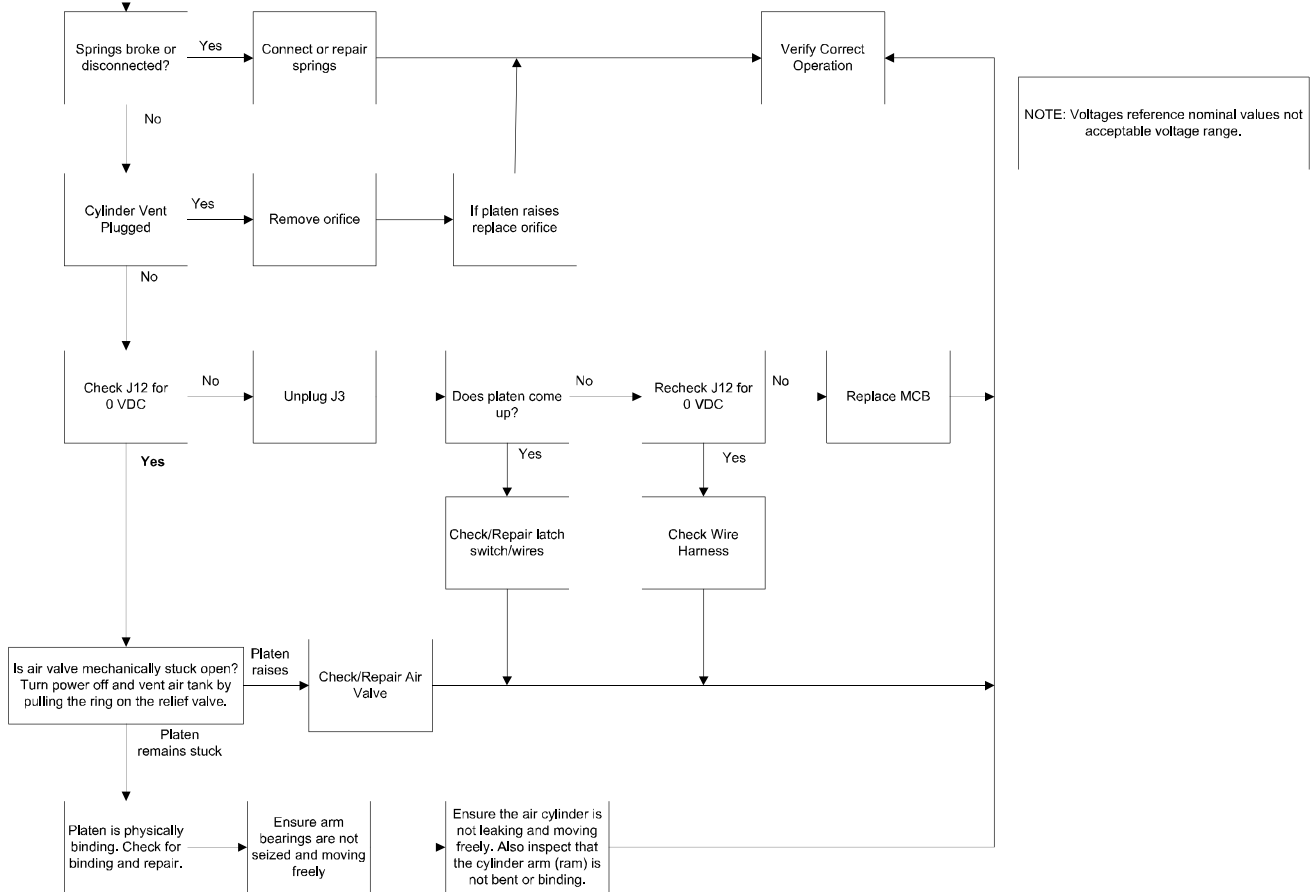 Springs broke or
disconnected?
Yes
Connect or repair
springs
Verify Correct
Operation
NOTE: Voltages reference nominal values not
acceptable voltage range.
No
Cylinder Vent
Plugged
Yes
Remove orifice
If platen raises
replace orifice
No
Check J12 for
0 VDC
No
Unplug J3
Does platen come
up?
No
Recheck J12 for
0 VDC
No
Replace MCB
Yes
Yes
Yes
Check/Repair latch
switch/wires
Check Wire
Harness
Is air valve mechanically stuck open?
Turn power off and vent air tank by
pulling the ring on the relief valve.
Platen
raises
Check/Repair Air
Valve
Platen
remains stuck
Platen is physically
binding. Check for
binding and repair.
Ensure arm
bearings are not
seized and moving
freely
Ensure the air cylinder is
not leaking and moving
freely. Also inspect that
the cylinder arm (ram) is
not bent or binding.